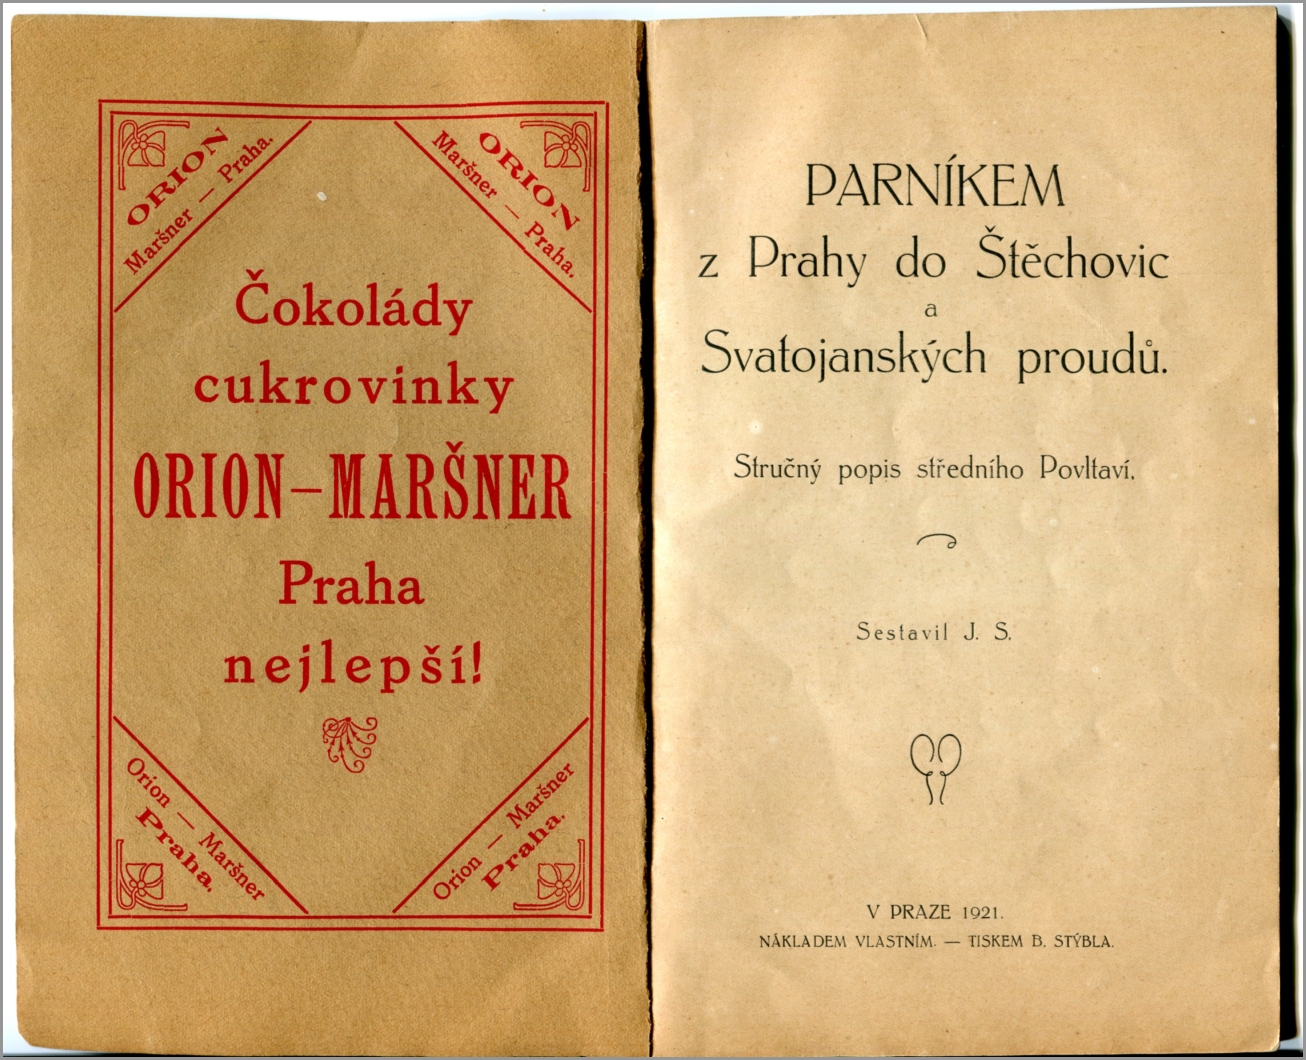 ORION
Maršner — Praha.
ORION
Maršner — Praha.
Čokolády
cukrovinky
ORION–MARŠNER
Praha
nejlepší!
Orion — Maršner
Praha.
Orion — Maršner
Praha.
PARNÍKEM
z Prahy do Štěchovic
a
Svatojanských proudů.
Stručný popis středního Povltaví.
Sestavil J. S.
V PRAZE 1921.
NÁKLADEM VLASTNÍM. — TISKEM B. STÝBLA.